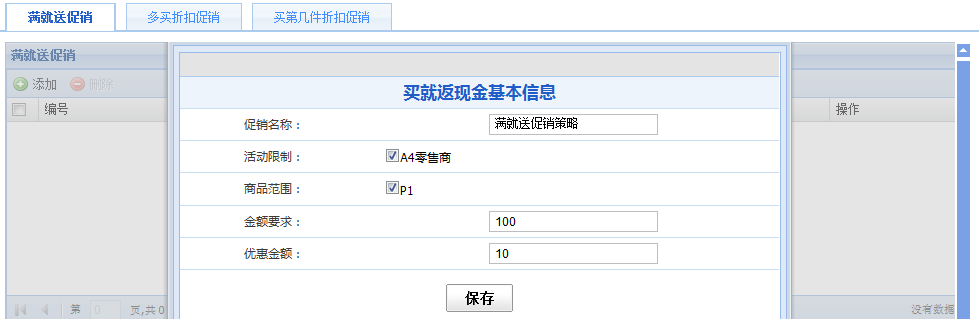 满就送促销 多买折扣促销 买第几件折扣促销
满就送促销
添加 删除
编号 操作
买就返现金基本信息
促销名称： 满就送促销策略
活动限制： A4零售商
商品范围： P1
金额要求： 100
优惠金额： 10
保存
第 0 页,共 0 没有数据